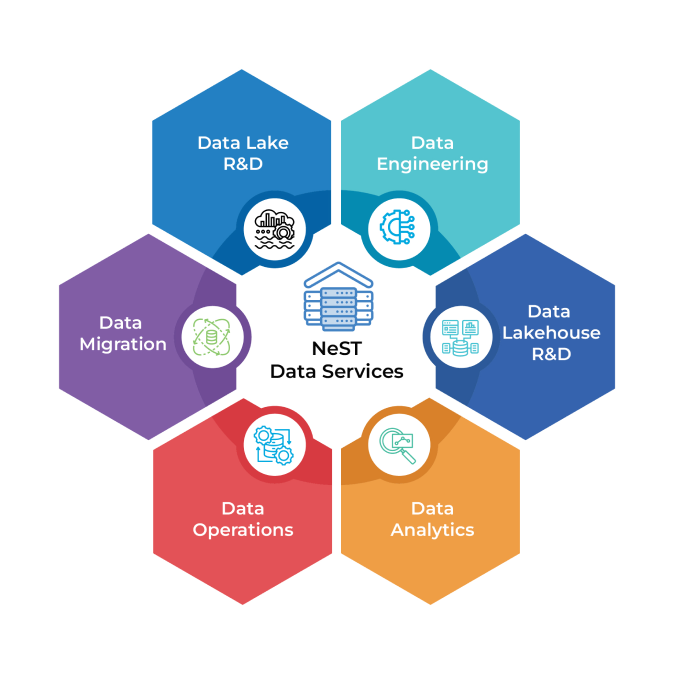 Data Lake
R&D
Data
Engineering
Data
Migration
NeST
Data Services
Data
Lakehouse
R&D
Data
Operations
Data
Analytics